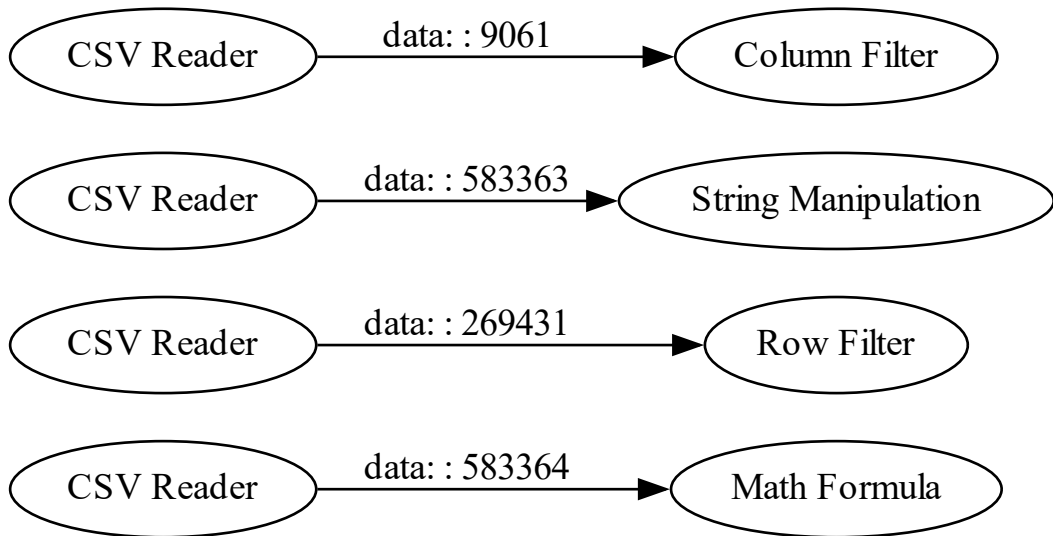 CSV Reader data: : 9061 Column Filter
CSV Reader data: : 583363 String Manipulation
CSV Reader data: : 269431 Row Filter
CSV Reader data: : 583364 Math Formula